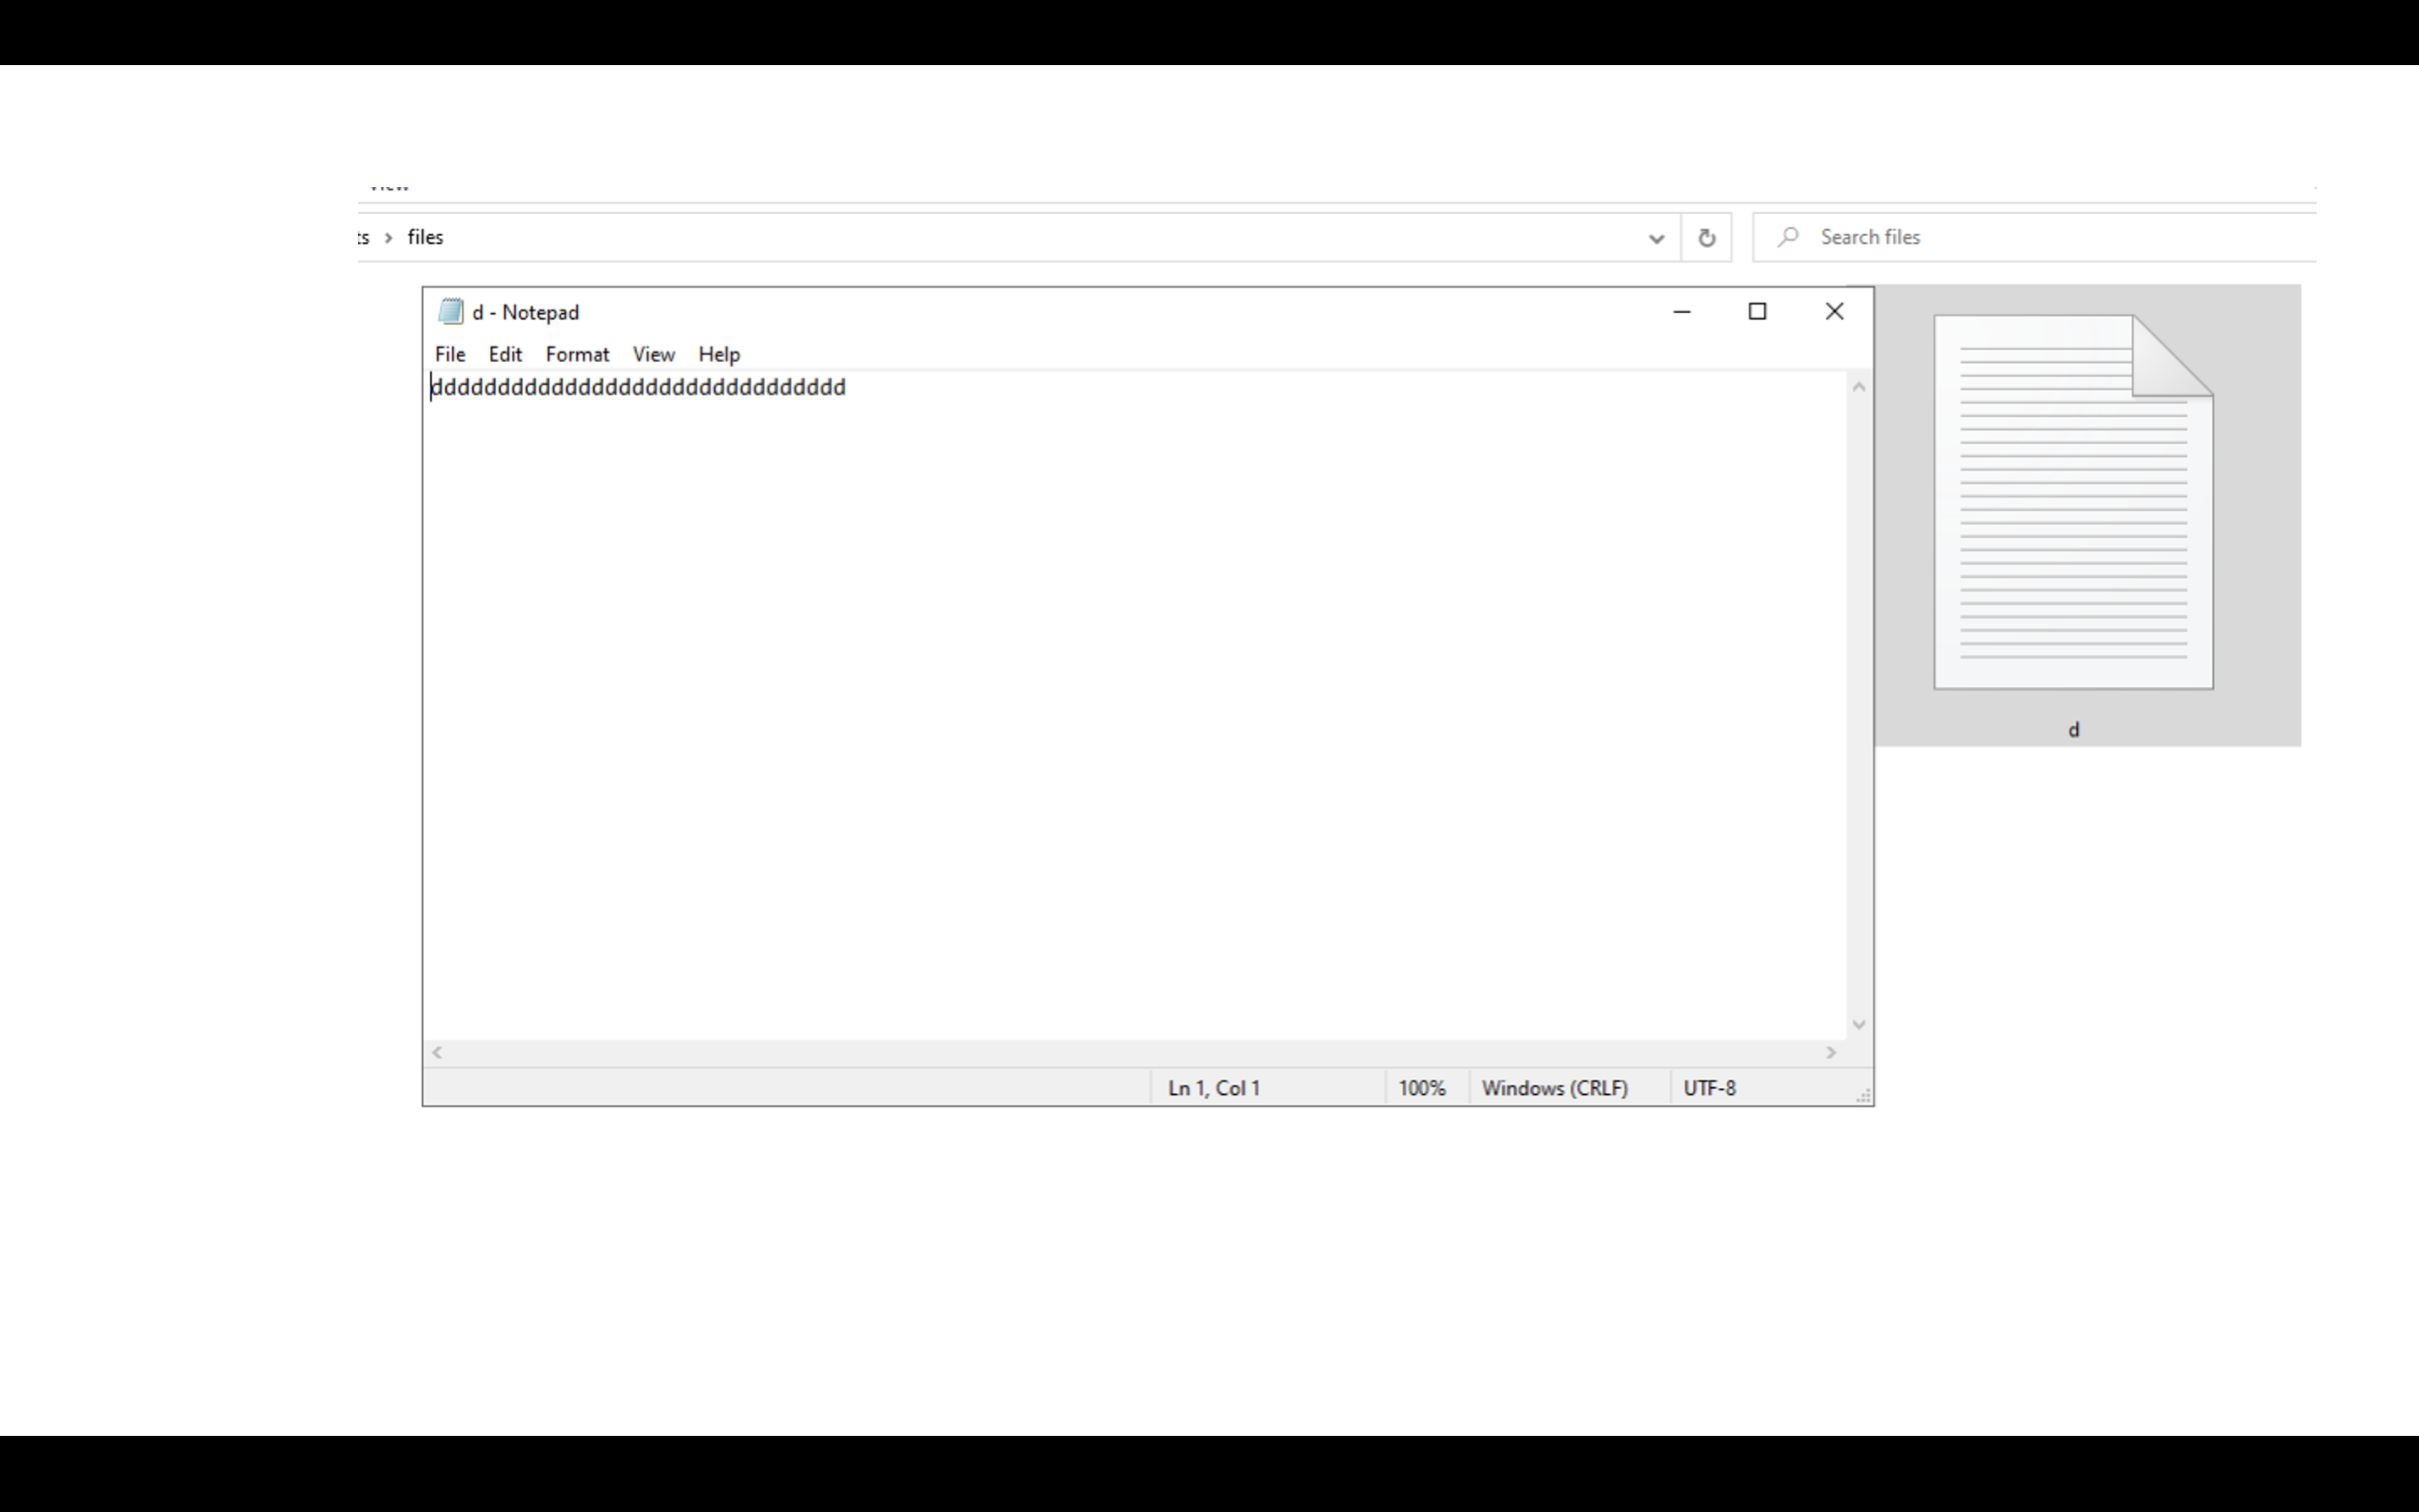 ts > files
Search files
d - Notepad
File Edit Format View Help
ddddddddddddddddddddddddddddddd
d
Ln 1, Col 1
100%
Windows (CRLF)
UTF-8